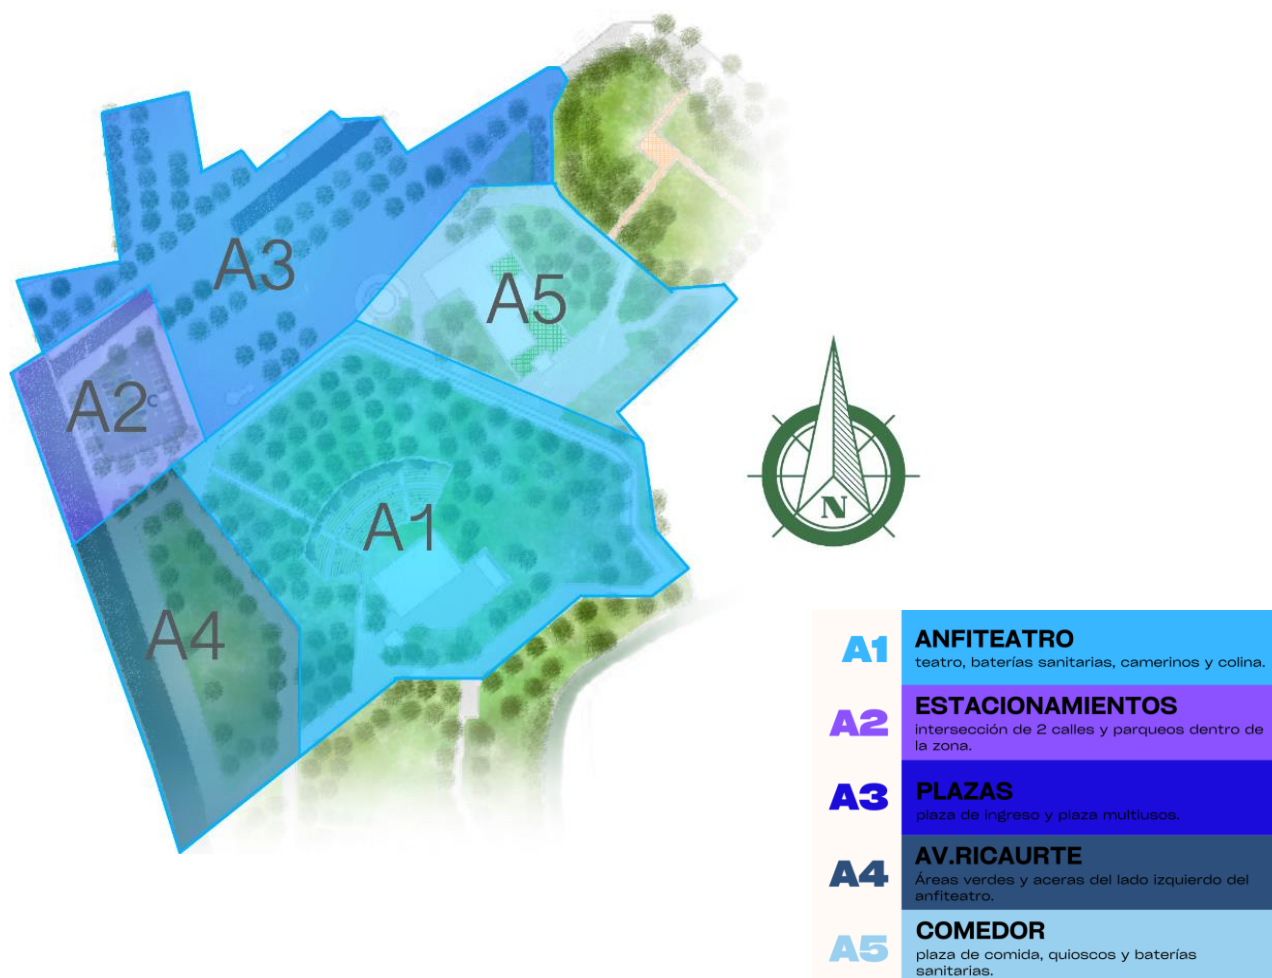 A3
A5
A2
C
A1
A4
N
A1 ANFITEATRO
teatro, baterías sanitarias, camerinos y colina.
A2 ESTACIONAMIENTOS
intersección de 2 calles y parqueos dentro de
la zona.
A3 PLAZAS
plaza de ingreso y plaza multiusos.
A4 AV.RICAURTE
Áreas verdes y aceras del lado izquierdo del
anfiteatro.
A5 COMEDOR
plaza de comida, quioscos y baterías
sanitarias.